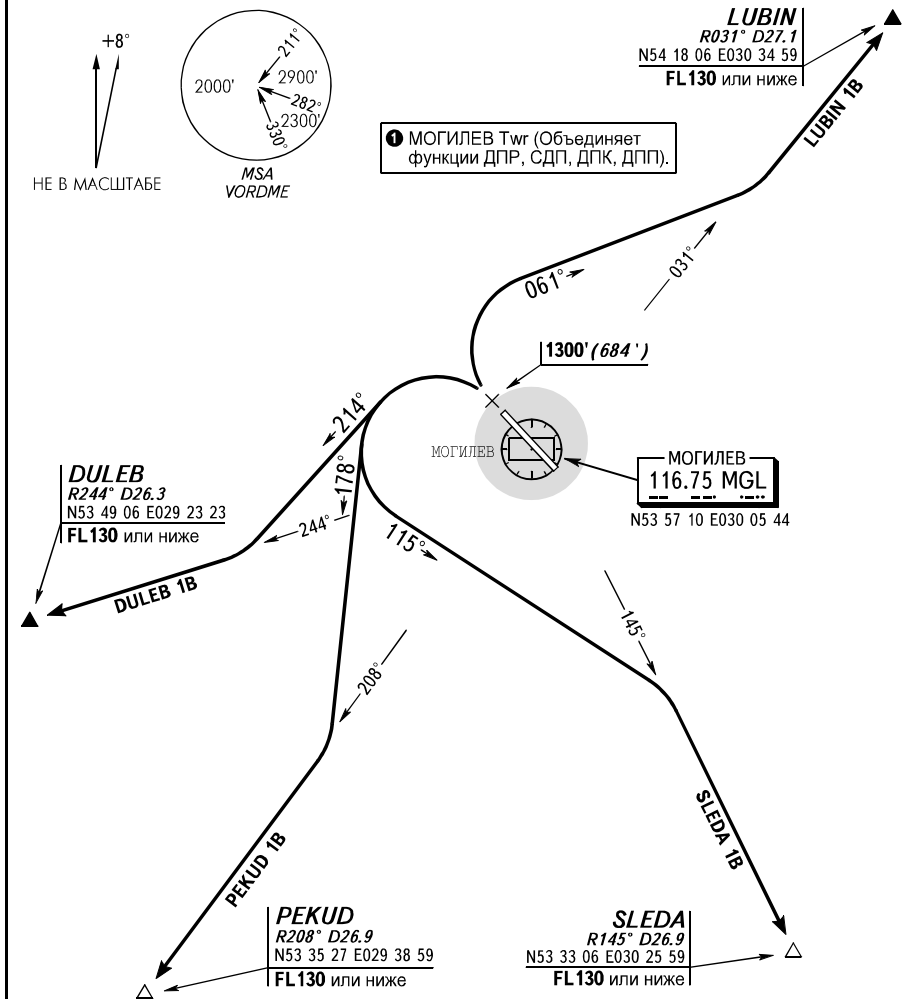 +8°
НЕ В МАСШТАБЕ
211°
2000'
2900'
282°
2300'
330°
MSA
VORDME
LUBIN
R031° D27.1
N54 18 06 E030 34 59
FL130 или ниже
LUBIN 1B
❶ МОГИЛЕВ Twr (Объединяет
функции ДПР, СДП, ДПК, ДПП).
061°
031°
1300' (684 ')
214°
МОГИЛЕВ
178°
МОГИЛЕВ
116.75 MGL
N53 57 10 E030 05 44
DULEB
R244° D26.3
N53 49 06 E029 23 23
FL130 или ниже
244°
115°
DULEB 1B
145°
208°
SLEDA 1B
PEKUD 1B
PEKUD
R208° D26.9
N53 35 27 E029 38 59
FL130 или ниже
SLEDA
R145° D26.9
N53 33 06 E030 25 59
FL130 или ниже